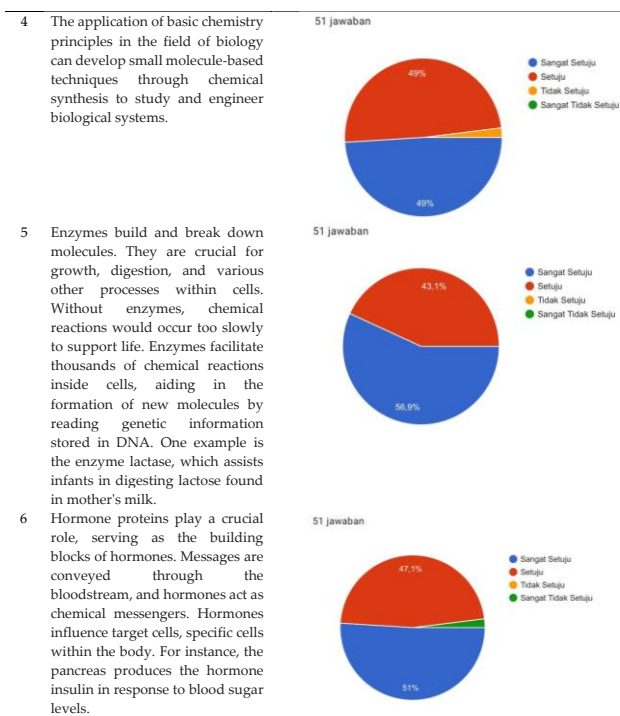 4 The application of basic chemistry
principles in the field of biology
can develop small molecule-based
techniques through chemical
synthesis to study and engineer
biological systems.
51 jawaban
49%
49%
Sangat Setuju
Setuju
Tidak Setuju
Sangat Tidak Setuju
5 Enzymes build and break down
molecules. They are crucial for
growth, digestion, and various
other processes within cells.
Without enzymes, chemical
reactions would occur too slowly
to support life. Enzymes facilitate
thousands of chemical reactions
inside cells, aiding in the
formation of new molecules by
reading genetic information
stored in DNA. One example is
the enzyme lactase, which assists
infants in digesting lactose found
in mother's milk.
51 jawaban
43,1%
56,9%
Sangat Setuju
Setuju
Tidak Setuju
Sangat Tidak Setuju
6 Hormone proteins play a crucial
role, serving as the building
blocks of hormones. Messages are
conveyed through the
bloodstream, and hormones act as
chemical messengers. Hormones
influence target cells, specific cells
within the body. For instance, the
pancreas produces the hormone
insulin in response to blood sugar
levels.
51 jawaban
47,1%
51%
Sangat Setuju
Setuju
Tidak Setuju
Sangat Tidak Setuju